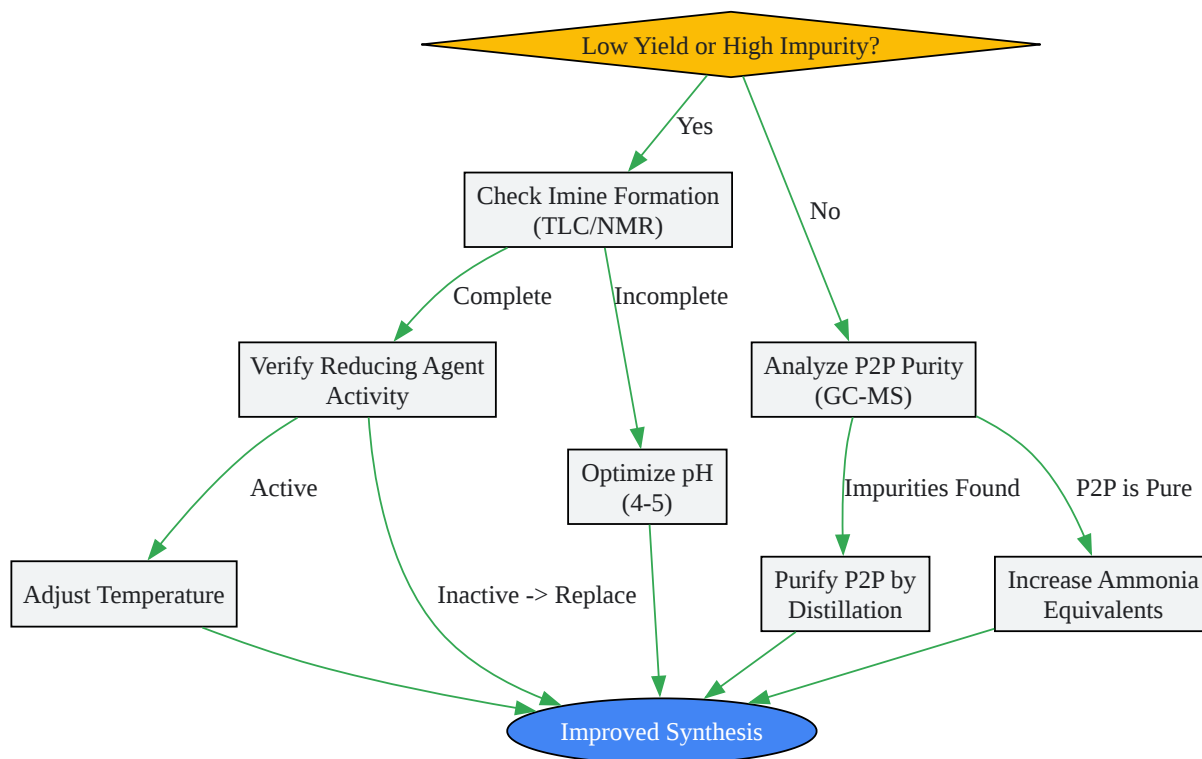 Low Yield or High Impurity?
Yes
No
Check Imine Formation
(TLC/NMR)
Complete
Incomplete
Verify Reducing Agent
Activity
Analyze P2P Purity
(GC-MS)
Active
Optimize pH
(4-5)
Impurities Found
P2P is Pure
Adjust Temperature
Inactive -> Replace
Purify P2P by
Distillation
Increase Ammonia
Equivalents
Improved Synthesis